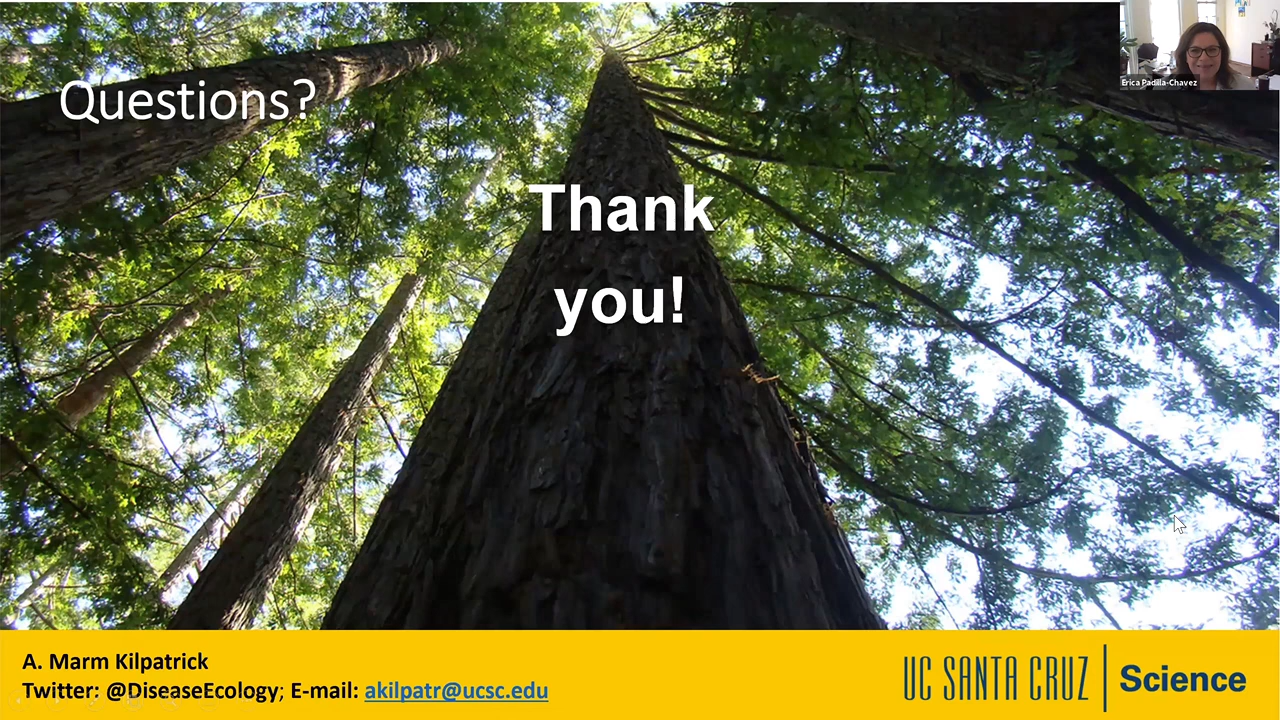 Questions?
Erica Padilla-Chavez
Thank
you!
A. Marm Kilpatrick
Twitter: @DiseaseEcology; E-mail: akilpatr@ucsc.edu
UC SANTA CRUZ | Science